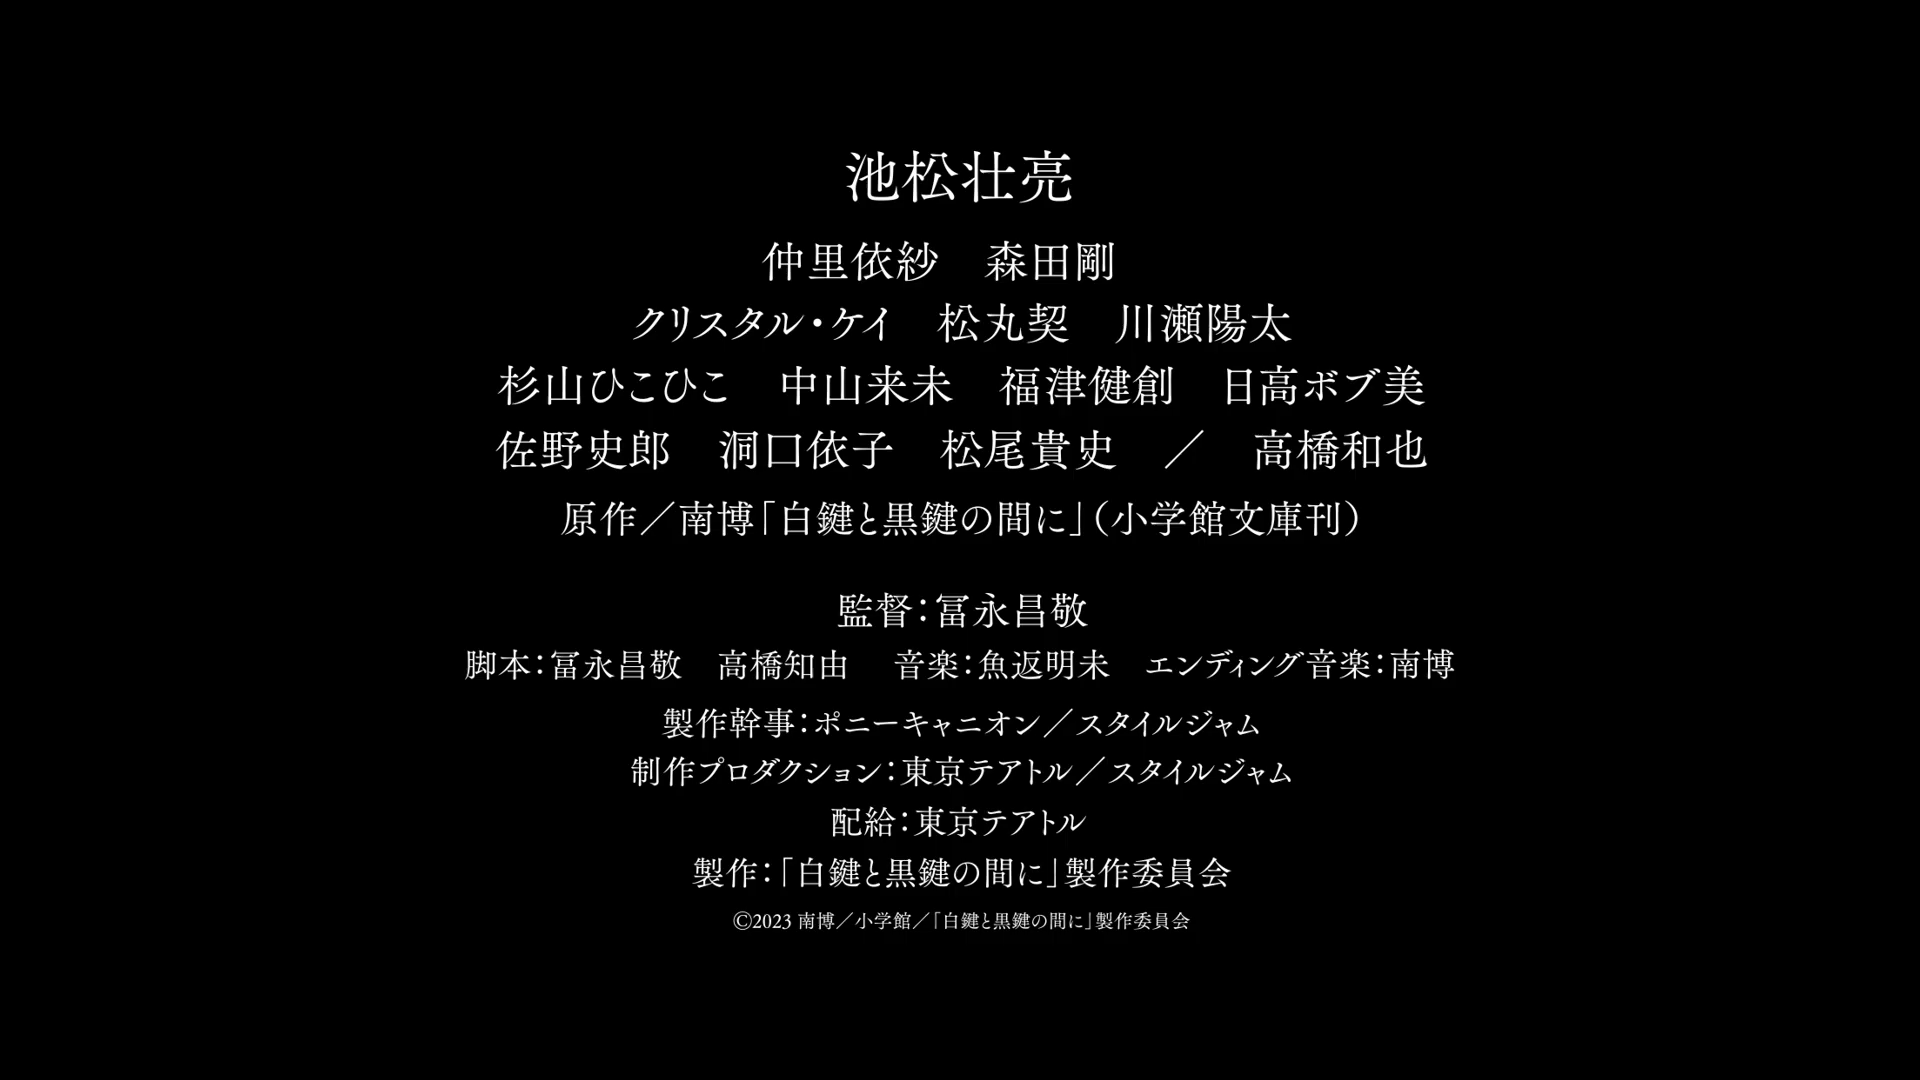 池松壮亮
仲里依紗　森田剛
クリスタル・ケイ　松丸契　川瀬陽太
杉山ひこひこ　中山来未　福津健創　日高ボブ美
佐野史郎　洞口依子　松尾貴史　／　高橋和也
原作／南博「白鍵と黒鍵の間に」（小学館文庫刊）
監督：冨永昌敬
脚本：冨永昌敬　高橋知由　音楽：魚返明未　エンディング音楽：南博
製作幹事：ポニーキャニオン／スタイルジャム
制作プロダクション：東京テアトル／スタイルジャム
配給：東京テアトル
製作：「白鍵と黒鍵の間に」製作委員会
©2023 南博／小学館／「白鍵と黒鍵の間に」製作委員会